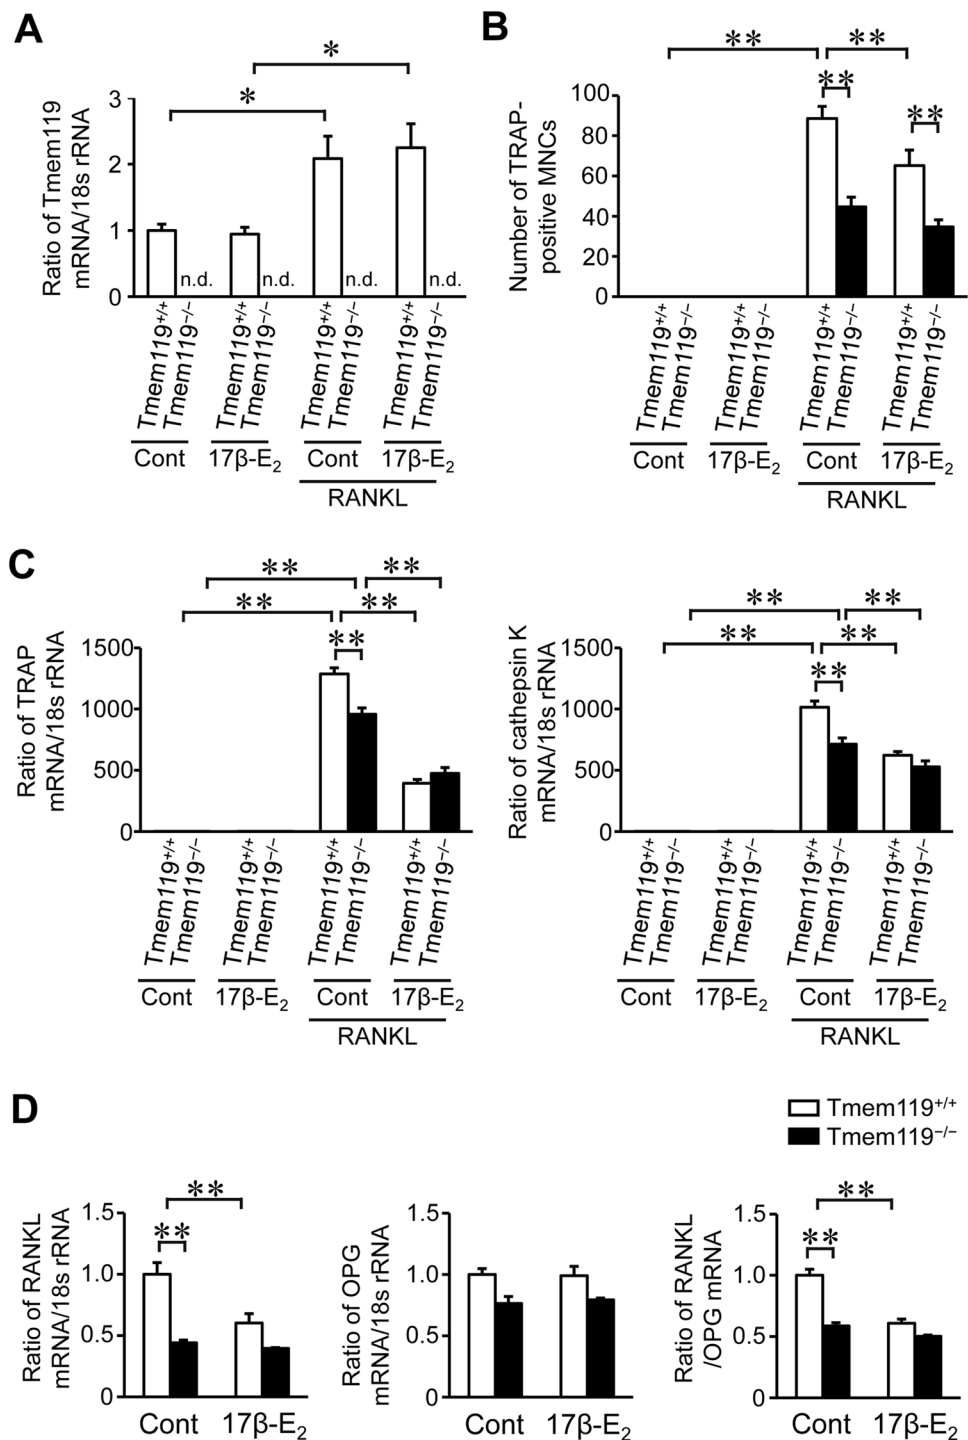 A
B
*
*
Ratio of Tmem119
mRNA/18s rRNA
3
2
1
0
n.d.
n.d.
n.d.
n.d.
Tmem119+/+
Tmem119−/−
Tmem119+/+
Tmem119−/−
Tmem119+/+
Tmem119−/−
Tmem119+/+
Tmem119−/−
Cont
17β-E2
Cont
17β-E2
RANKL
**
**
**
**
Number of TRAP-
positive MNCs
100
80
60
40
20
0
Tmem119+/+
Tmem119−/−
Tmem119+/+
Tmem119−/−
Tmem119+/+
Tmem119−/−
Tmem119+/+
Tmem119−/−
Cont
17β-E2
Cont
17β-E2
RANKL
C
**
**
**
**
**
Ratio of TRAP
mRNA/18s rRNA
1500
1000
500
0
Tmem119+/+
Tmem119−/−
Tmem119+/+
Tmem119−/−
Tmem119+/+
Tmem119−/−
Tmem119+/+
Tmem119−/−
Cont
17β-E2
Cont
17β-E2
RANKL
**
**
**
**
**
Ratio of cathepsin K
mRNA/18s rRNA
1500
1000
500
0
Tmem119+/+
Tmem119−/−
Tmem119+/+
Tmem119−/−
Tmem119+/+
Tmem119−/−
Tmem119+/+
Tmem119−/−
Cont
17β-E2
Cont
17β-E2
RANKL
D
Tmem119+/+
Tmem119−/−
**
**
Ratio of RANKL
mRNA/18s rRNA
1.5
1.0
0.5
0
Cont
17β-E2
Ratio of OPG
mRNA/18s rRNA
1.5
1.0
0.5
0
Cont
17β-E2
**
**
Ratio of RANKL
/OPG mRNA
1.5
1.0
0.5
0
Cont
17β-E2